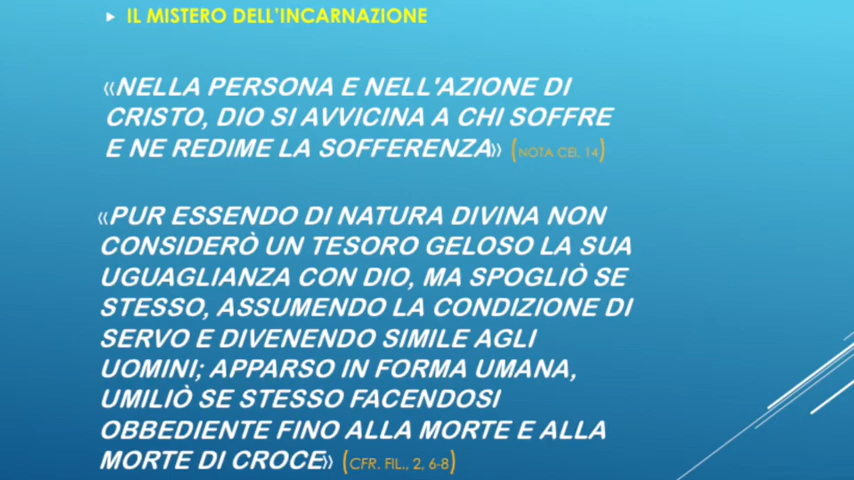 IL MISTERO DELL'INCARNAZIONE
«NELLA PERSONA E NELL'AZIONE DI
CRISTO, DIO SI AVVICINA A CHI SOFFRE
E NE REDIME LA SOFFERENZA» (NOTA CEI, 14)
«PUR ESSENDO DI NATURA DIVINA NON
CONSIDERÒ UN TESORO GELOSO LA SUA
UGUAGLIANZA CON DIO, MA SPOGLIÒ SE
STESSO, ASSUMENDO LA CONDIZIONE DI
SERVO E DIVENENDO SIMILE AGLI
UOMINI; APPARSO IN FORMA UMANA,
UMILIÒ SE STESSO FACENDOSI
OBBEDIENTE FINO ALLA MORTE E ALLA
MORTE DI CROCE» (CFR. FIL., 2, 6-8)